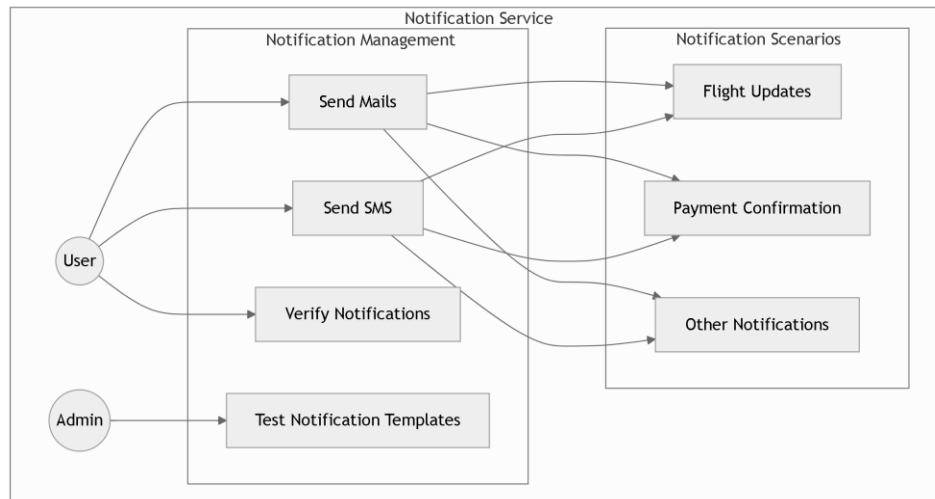 Notification Service
Notification Management
Notification Scenarios
Send Mails
Flight Updates
Send SMS
Payment Confirmation
User
Verify Notifications
Other Notifications
Admin
Test Notification Templates